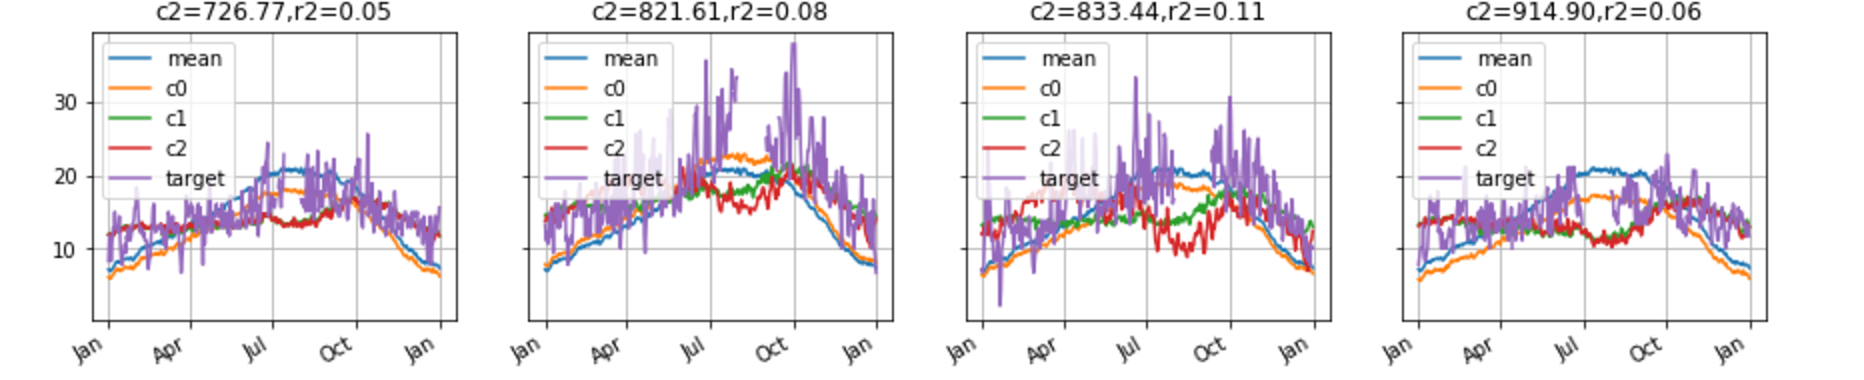 c2=726.77,r2=0.05
c2=821.61,r2=0.08
c2=833.44,r2=0.11
c2=914.90,r2=0.06
mean
c0
c1
c2
target
mean
c0
c1
c2
target
mean
c0
c1
c2
target
mean
c0
c1
c2
target
30
20
10
Jan Apr Jul Oct Jan
Jan Apr Jul Oct Jan
Jan Apr Jul Oct Jan
Jan Apr Jul Oct Jan